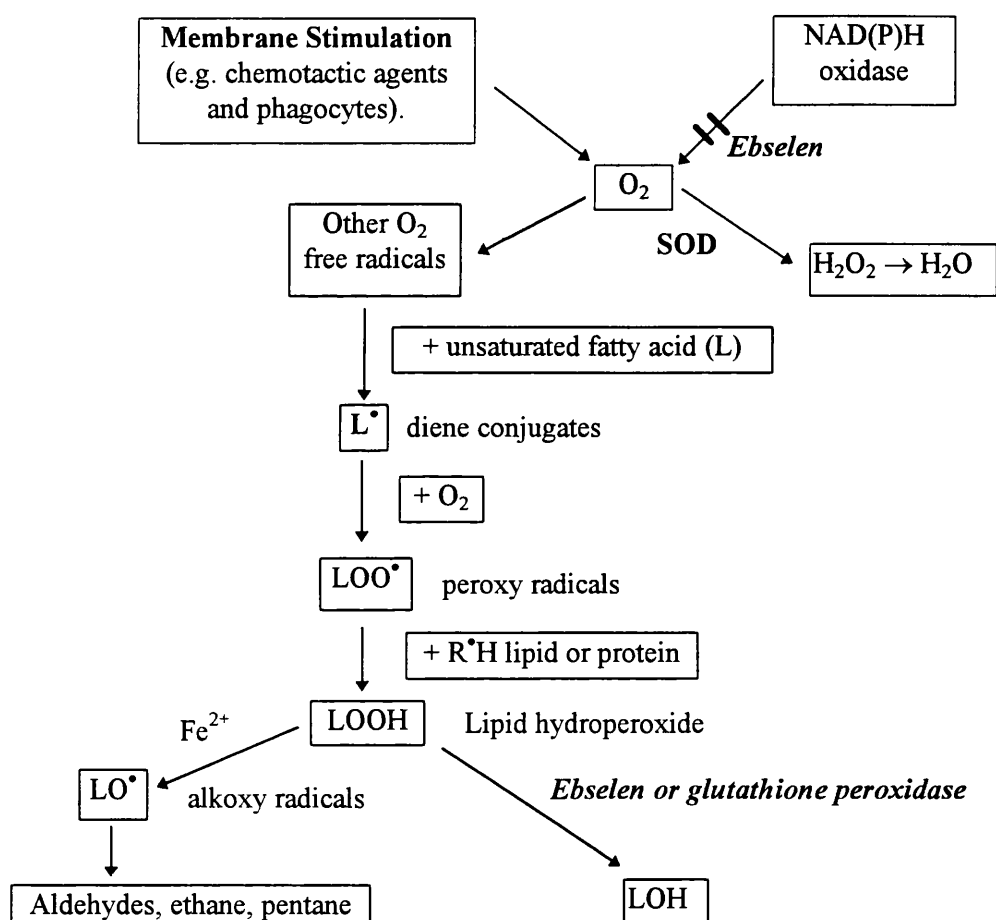 Membrane Stimulation
(e.g. chemotactic agents
and phagocytes).
NAD(P)H
oxidase
Ebselen
O₂
Other O₂
free radicals
SOD
H₂O₂ → H₂O
+ unsaturated fatty acid (L)
L• diene conjugates
+ O₂
LOO• peroxy radicals
+ R•H lipid or protein
LOOH Lipid hydroperoxide
Fe²⁺
LO• alkoxy radicals
Ebselen or glutathione peroxidase
Aldehydes, ethane, pentane
LOH